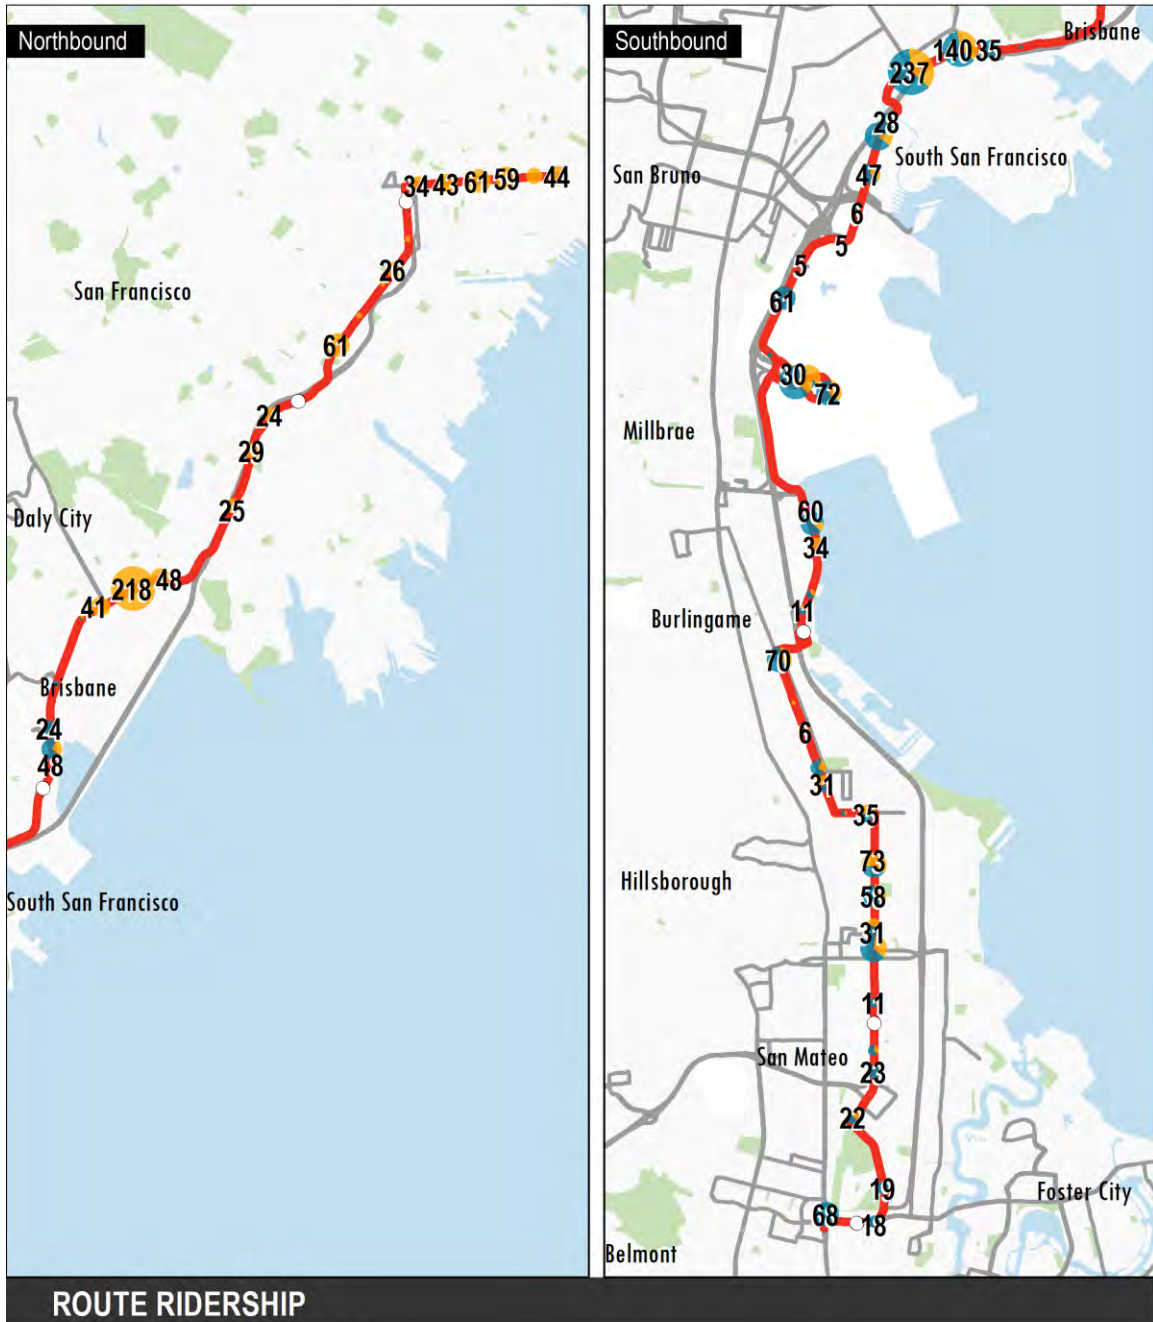 Northbound
34 43 61 59 44
26
San Francisco
61
24
29
25
Daly City
218 48
41
Brisbane
24
48
South San Francisco
Southbound
Brisbane
140 35
237
28
South San Francisco
San Bruno
47
6
5
5
61
30
72
Millbrae
60
34
11
Burlingame
70
6
31
35
73
Hillsborough
58
31
11
San Mateo
23
22
19
Foster City
68
18
Belmont
ROUTE RIDERSHIP